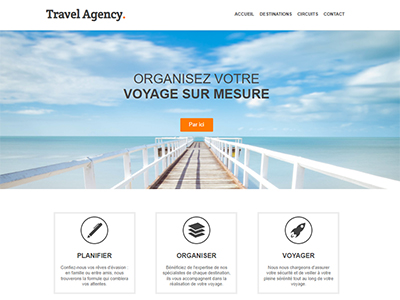 Travel Agency.
ACCUEIL DESTINATIONS CIRCUITS CONTACT
ORGANISEZ VOTRE
VOYAGE SUR MESURE
Par ici
PLANIFIER
Confiez-nous vos rêves d'évasion :
en famille ou entre amis, nous
trouverons la formule qui comblera
vos attentes.
ORGANISER
Bénéficiez de l'expertise de nos
spécialistes de chaque destination,
ils vous accompagnent dans la
réalisation de votre voyage.
VOYAGER
Nous nous chargeons d'assurer
votre sécurité et de veiller à votre
pleine sérénité tout au long de votre
voyage.